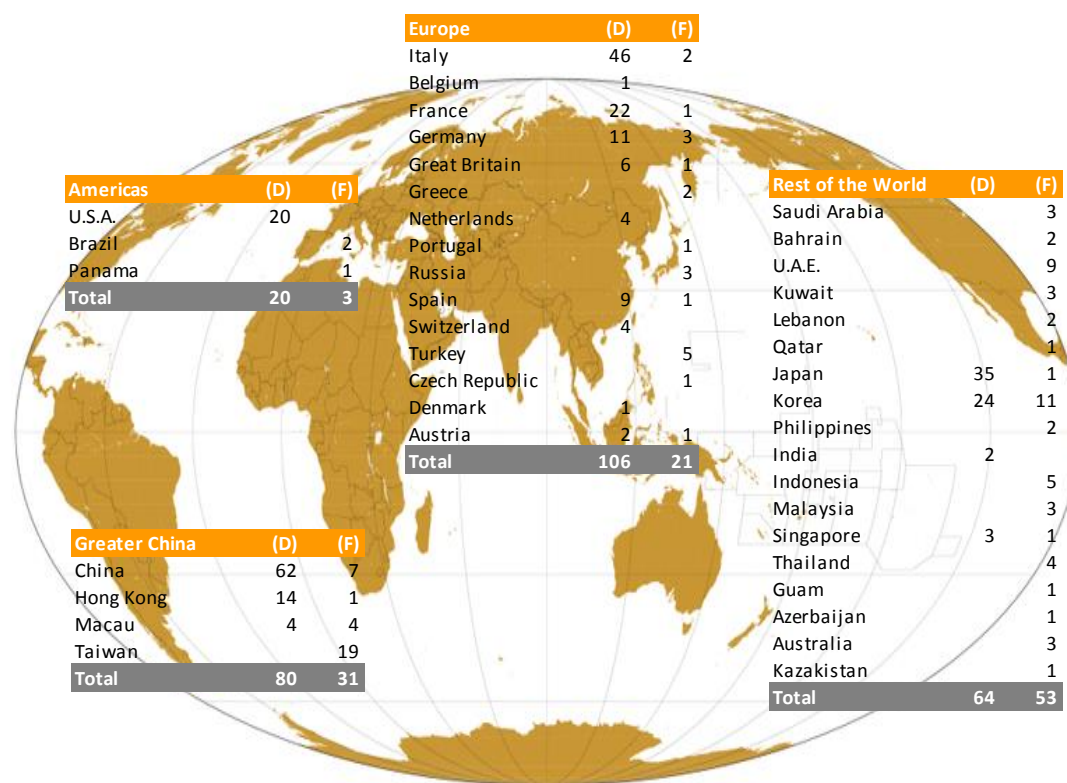 Europe (D) (F)
Italy 46 2
Belgium 1
France 22 1
Germany 11 3
Great Britain 6 1
Greece 2
Netherlands 4
Portugal 1
Russia 3
Spain 9 1
Switzerland 4
Turkey 5
Czech Republic 1
Denmark 1
Austria 2 1
Total 106 21
Americas (D) (F)
U.S.A. 20
Brazil 2
Panama 1
Total 20 3
Rest of the World (D) (F)
Saudi Arabia 3
Bahrain 2
U.A.E. 9
Kuwait 3
Lebanon 2
Qatar 1
Japan 35 1
Korea 24 11
Philippines 2
India 2
Indonesia 5
Malaysia 3
Singapore 3 1
Thailand 4
Guam 1
Azerbaijan 1
Australia 3
Kazakistan 1
Total 64 53
Greater China (D) (F)
China 62 7
Hong Kong 14 1
Macau 4 4
Taiwan 19
Total 80 31